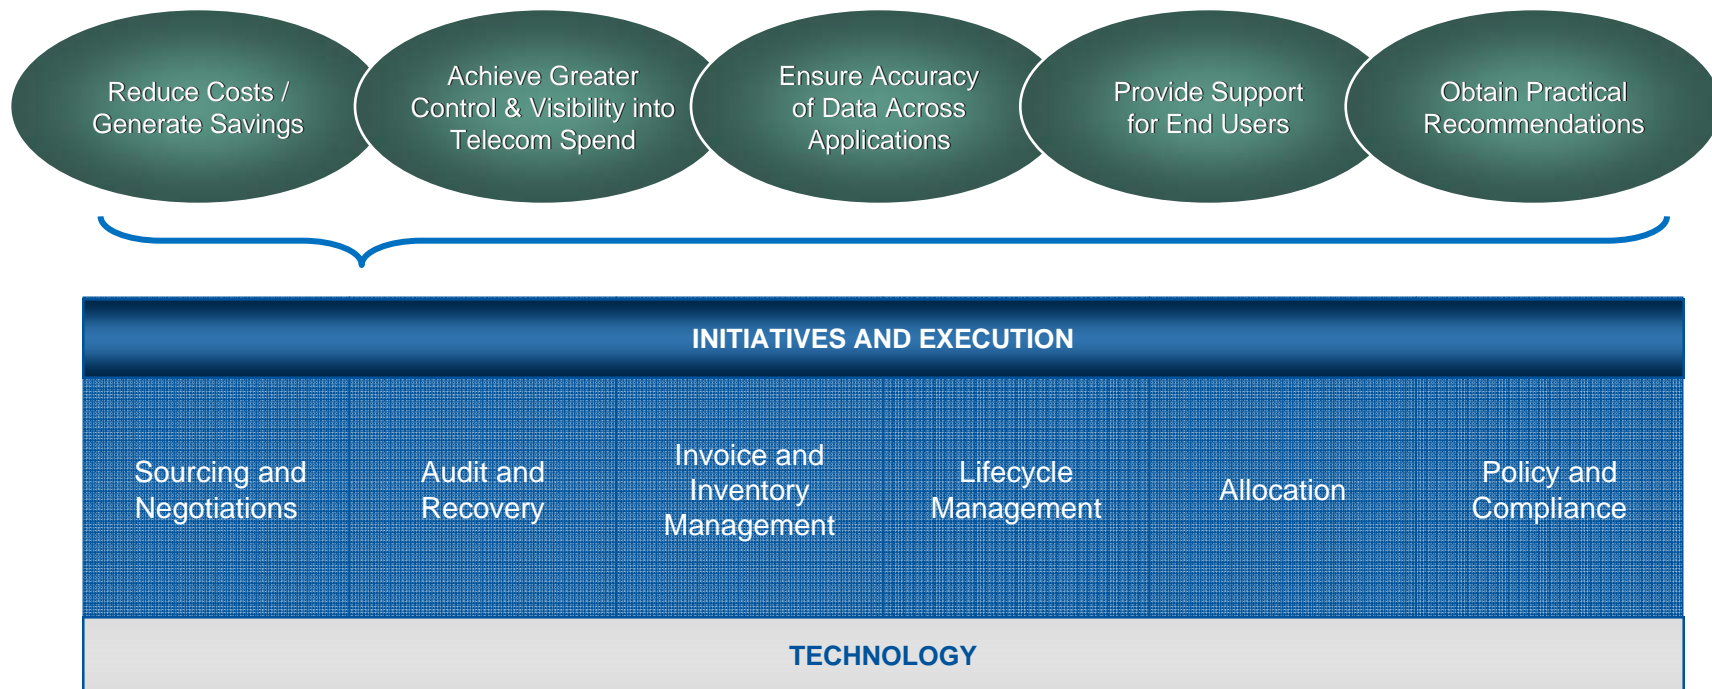 Reduce Costs /
Generate Savings
Achieve Greater
Control & Visibility into
Telecom Spend
Ensure Accuracy
of Data Across
Applications
Provide Support
for End Users
Obtain Practical
Recommendations
INITIATIVES AND EXECUTION
Sourcing and
Negotiations
Audit and
Recovery
Invoice and
Inventory
Management
Lifecycle
Management
Allocation
Policy and
Compliance
TECHNOLOGY